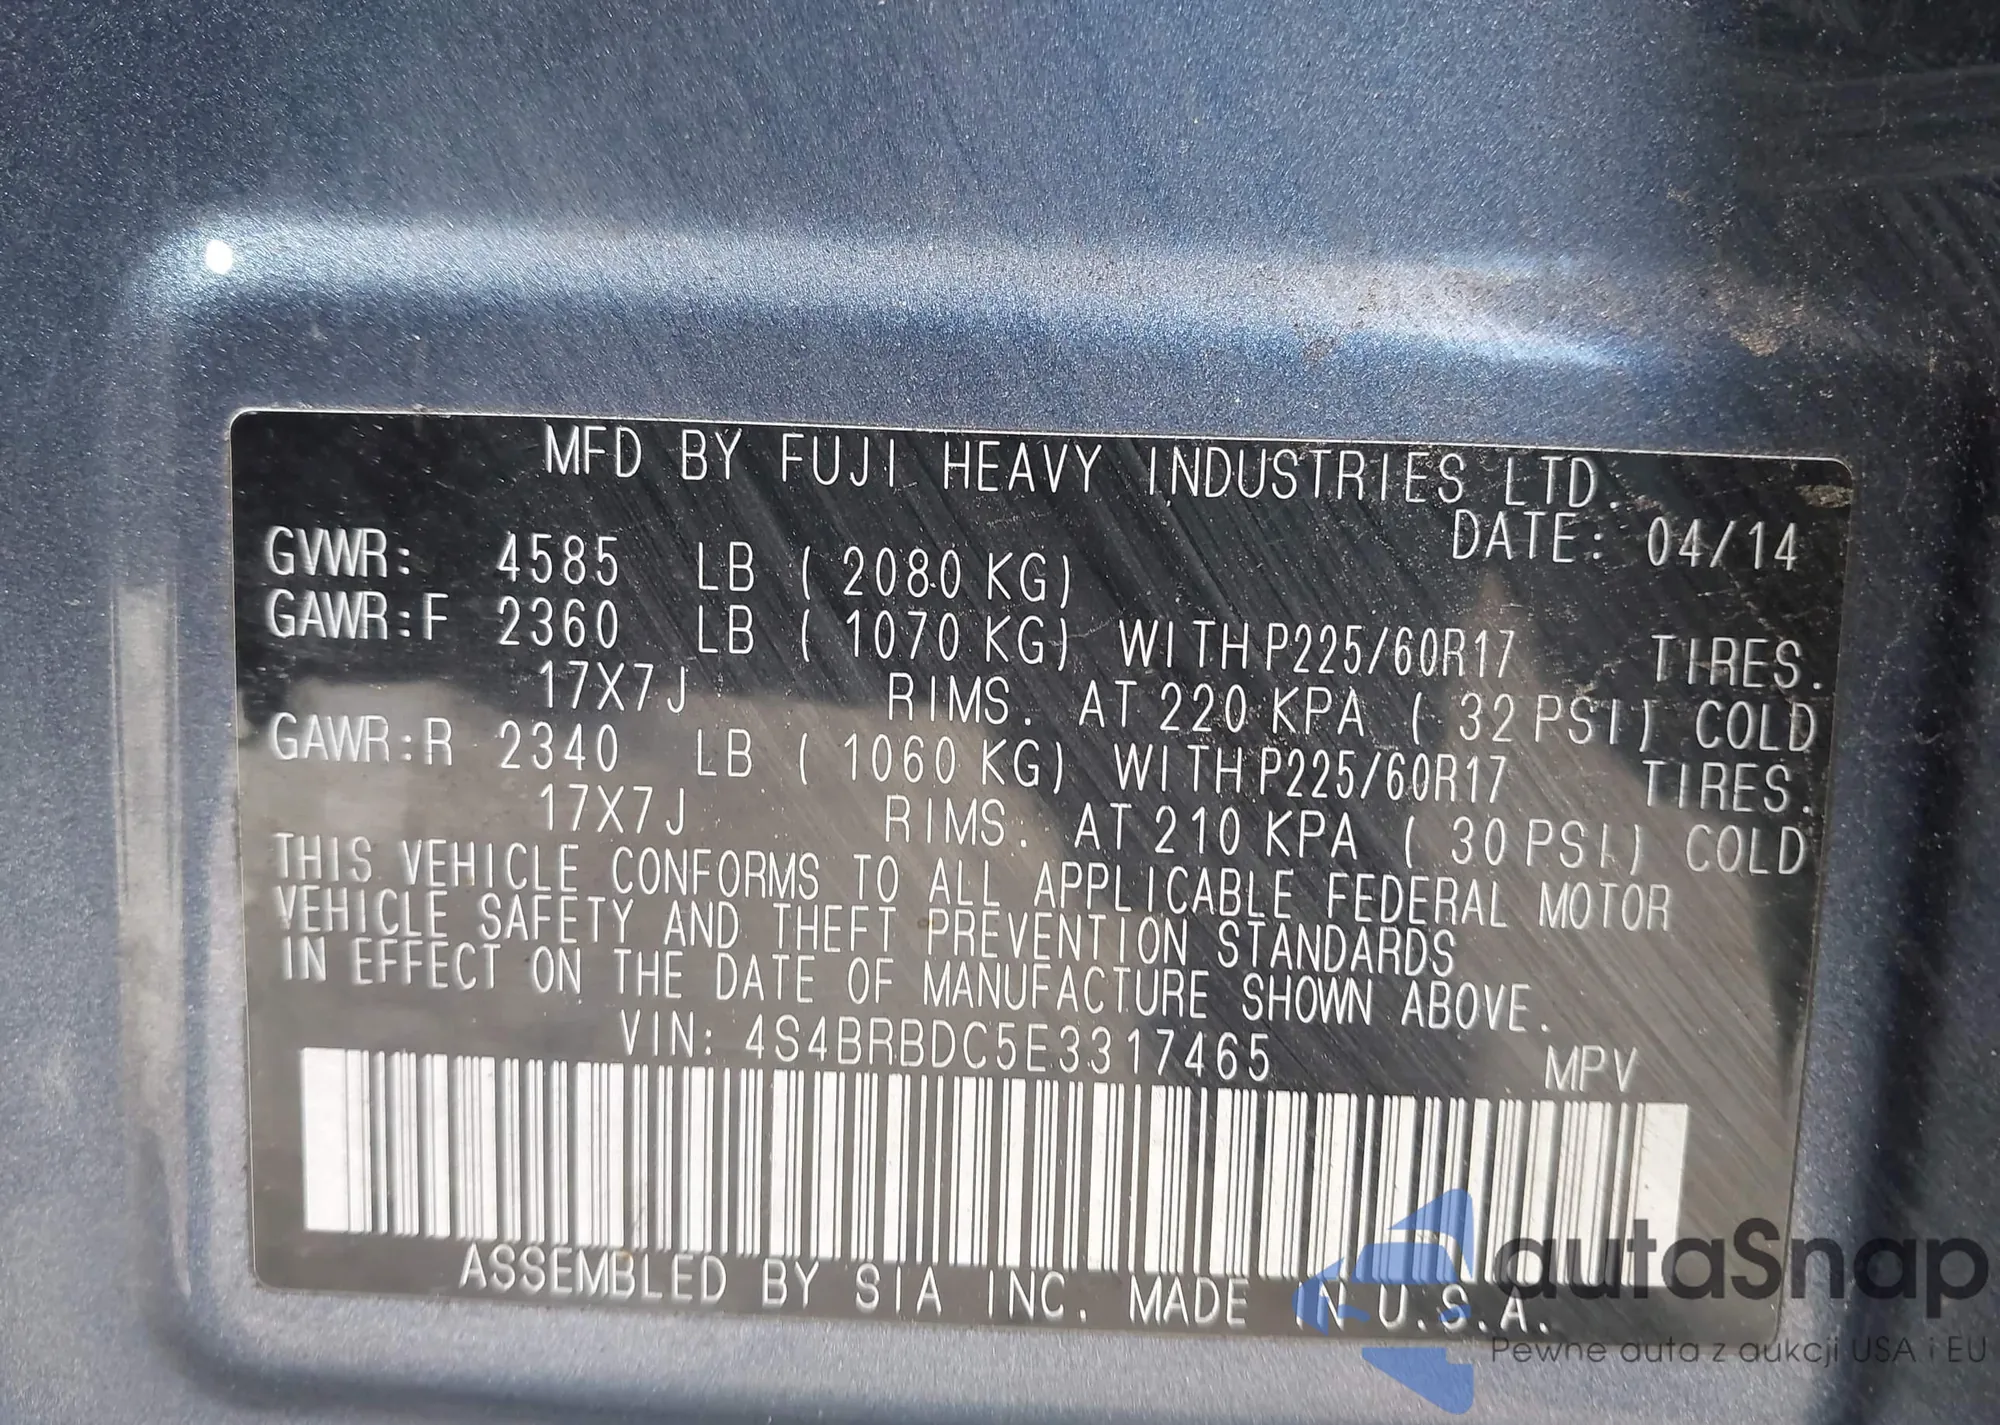 MFD BY FUJI HEAVY INDUSTRIES LTD.
DATE: 04/14
GVWR: 4585 LB ( 2080 KG)
GAWR:F 2360 LB ( 1070 KG) WITH P225/60R17 TIRES.
17X7J RIMS. AT 220 KPA ( 32 PSI) COLD
GAWR:R 2340 LB ( 1060 KG) WITH P225/60R17 TIRES.
17X7J RIMS. AT 210 KPA ( 30 PSI) COLD
THIS VEHICLE CONFORMS TO ALL APPLICABLE FEDERAL MOTOR
VEHICLE SAFETY AND THEFT PREVENTION STANDARDS
IN EFFECT ON THE DATE OF MANUFACTURE SHOWN ABOVE.
VIN: 4S4BRBDC5E3317465 MPV
ASSEMBLED BY SIA INC. MADE IN U.S.A.
autaSnap
Pewne auta z aukcji USA i EU